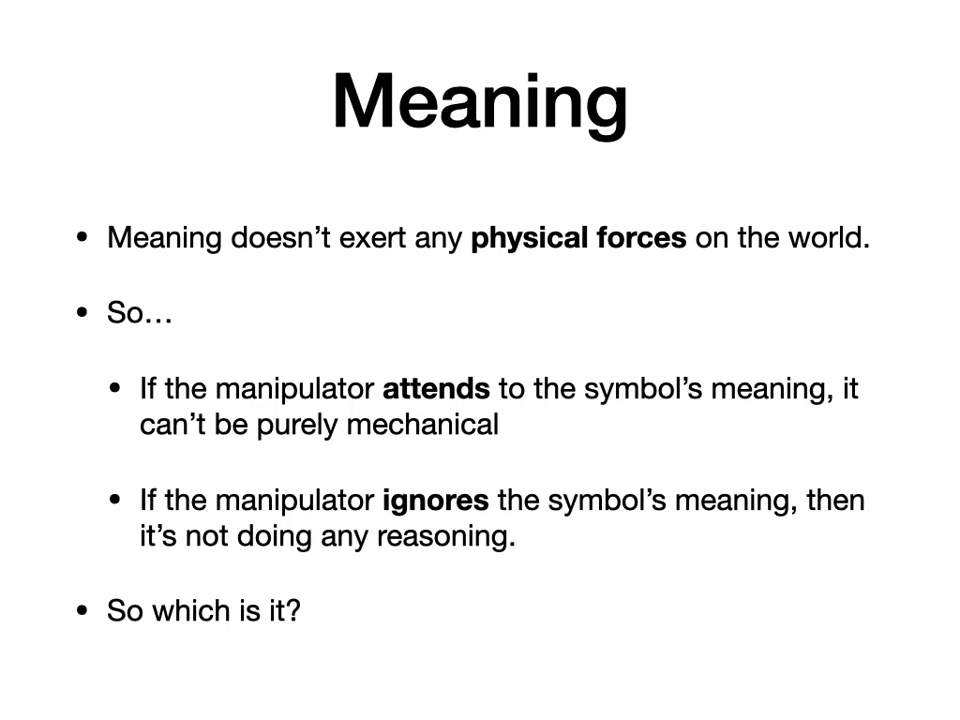 Meaning
• Meaning doesn’t exert any physical forces on the world.
• So…
• If the manipulator attends to the symbol’s meaning, it
can’t be purely mechanical
• If the manipulator ignores the symbol’s meaning, then
it’s not doing any reasoning.
• So which is it?